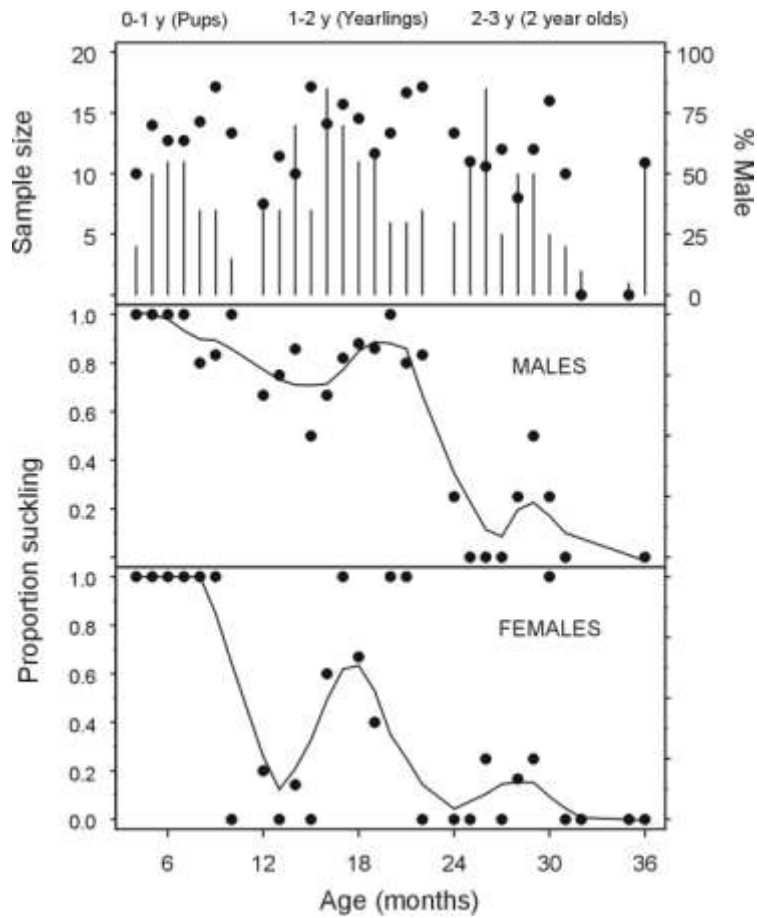 0-1 y (Pups) 1-2 y (Yearlings) 2-3 y (2 year olds)
20 100
15 75
10 50
5 25
0
Sample size
% Male
1.0
0.8
0.6
0.4
0.2
MALES
1.0
0.8
0.6
0.4
0.2
0.0
FEMALES
Proportion suckling
6 12 18 24 30 36
Age (months)